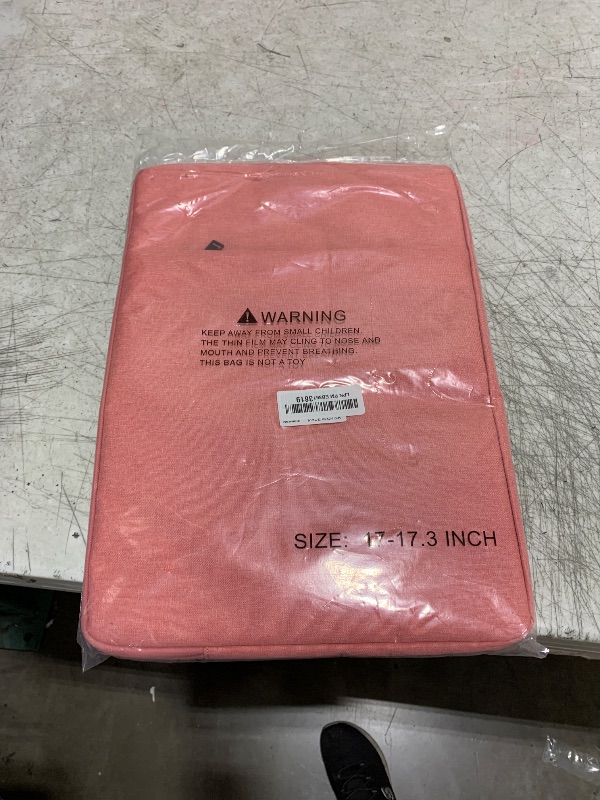 WARNING
KEEP AWAY FROM SMALL CHILDREN.
THE THIN FILM MAY CLING TO NOSE AND
MOUTH AND PREVENT BREATHING.
THIS BAG IS NOT A TOY
3819
SIZE: 17-17.3 INCH